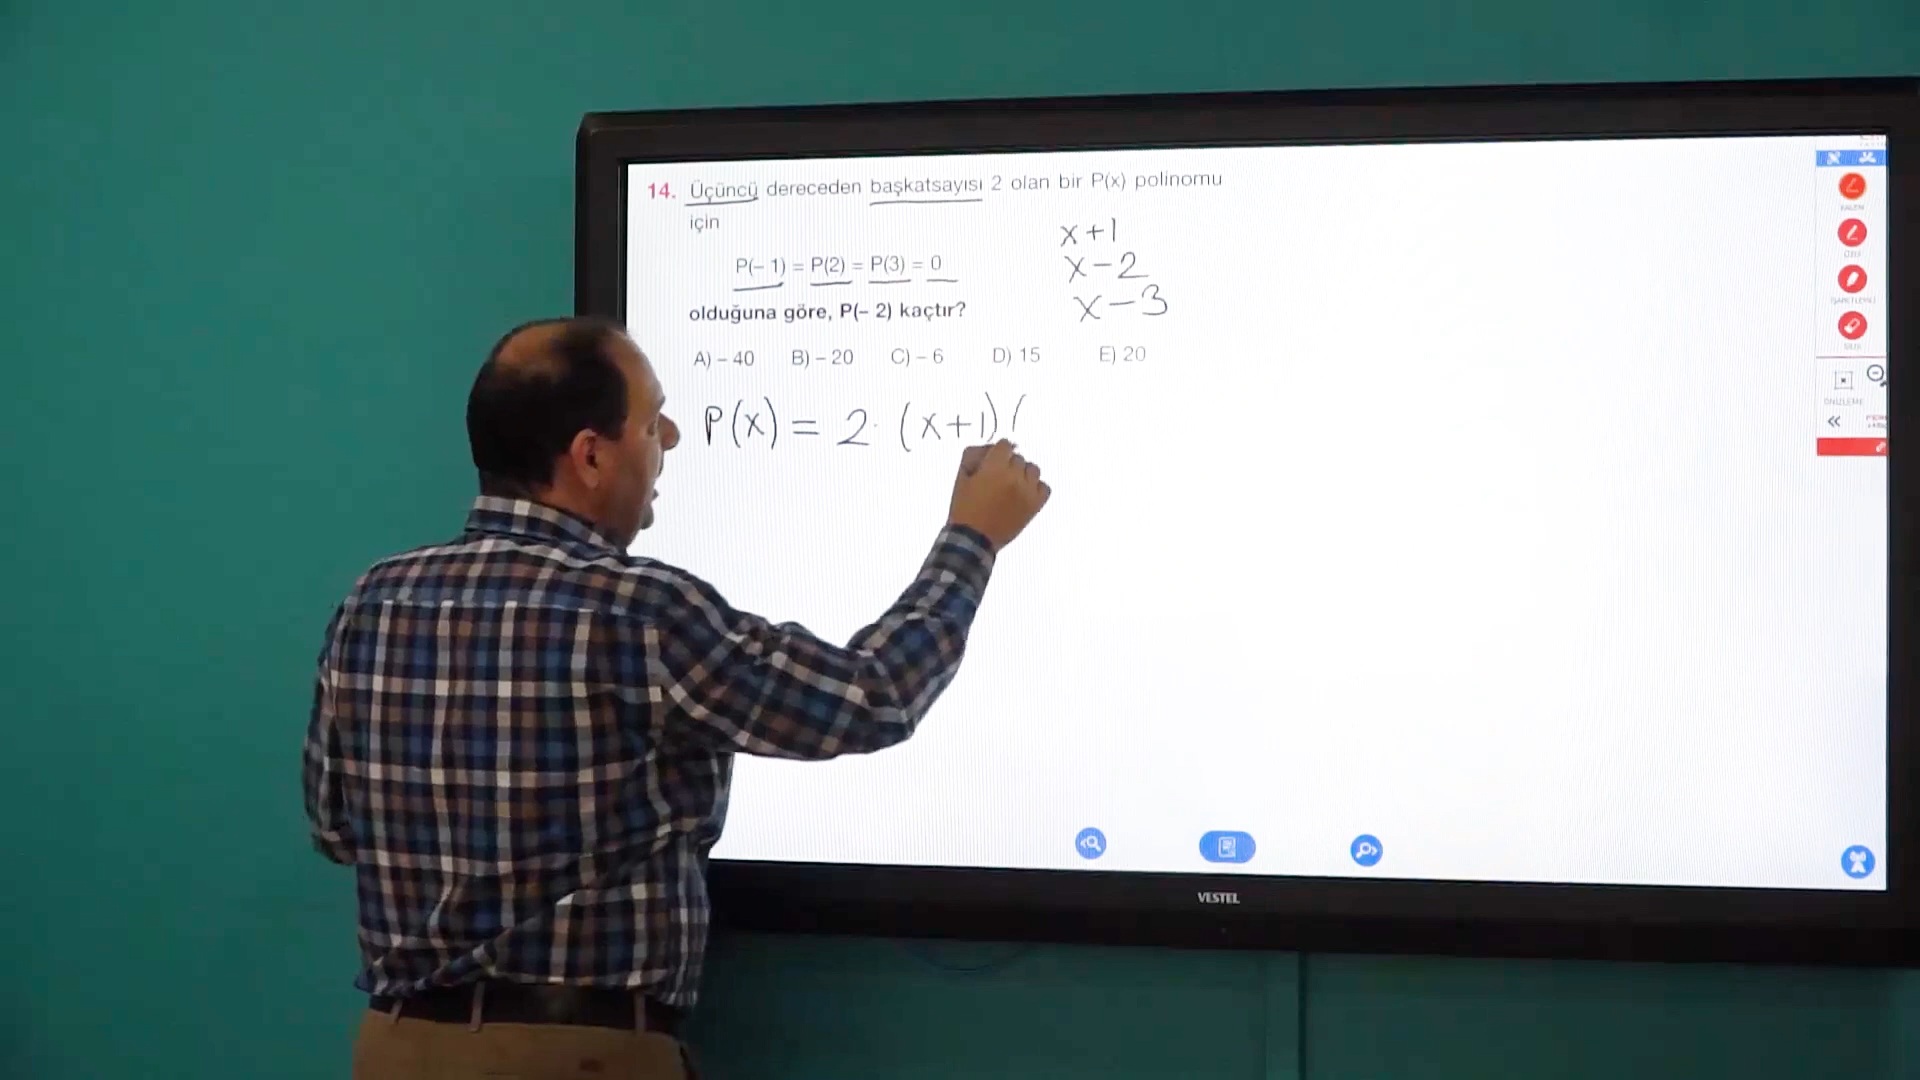 14. Üçüncü dereceden başkatsayısı 2 olan bir P(x) polinomu
için
x+1
P(– 1) = P(2) = P(3) = 0
x-2
x-3
olduğuna göre, P(– 2) kaçtır?
A) – 40 B) – 20 C) – 6 D) 15 E) 20
P(x) = 2· (x+1)(
VESTEL